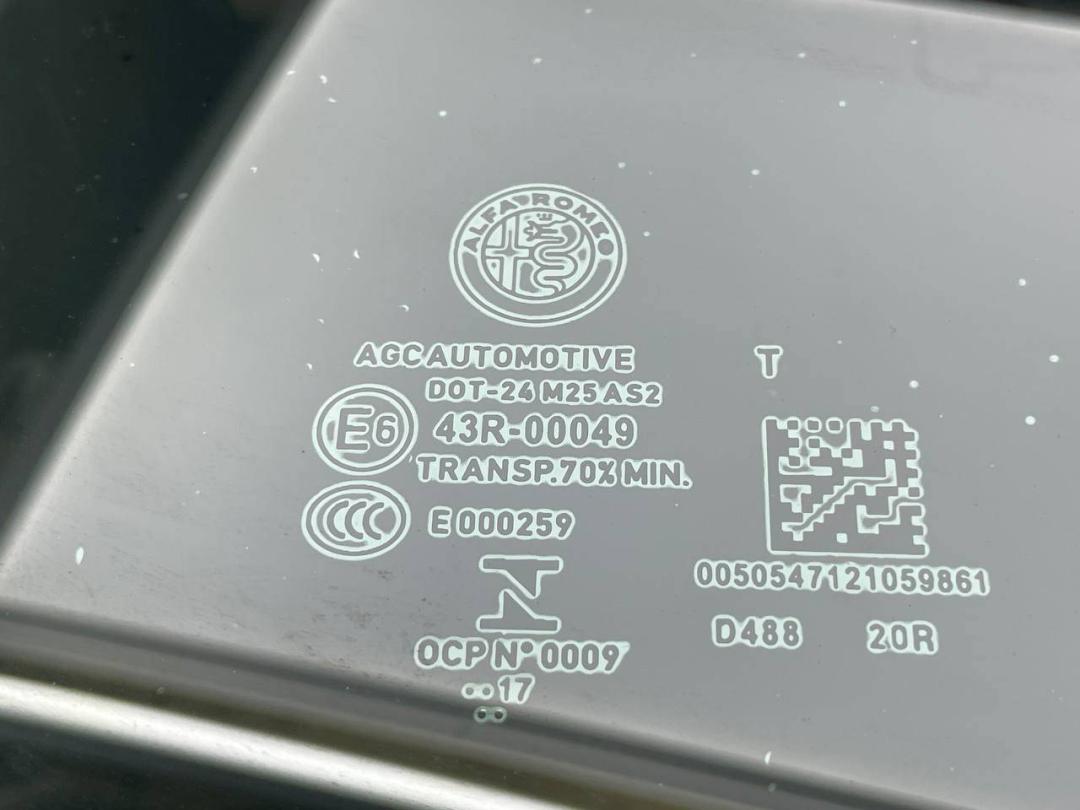 ALFA ROMEO
AGC AUTOMOTIVE
T
DOT-24 M25 AS2
E6
43R-00049
TRANSP. 70% MIN.
CCC
E000259
0050547121059861
D488
20R
OCP N° 0009
·· 17
··